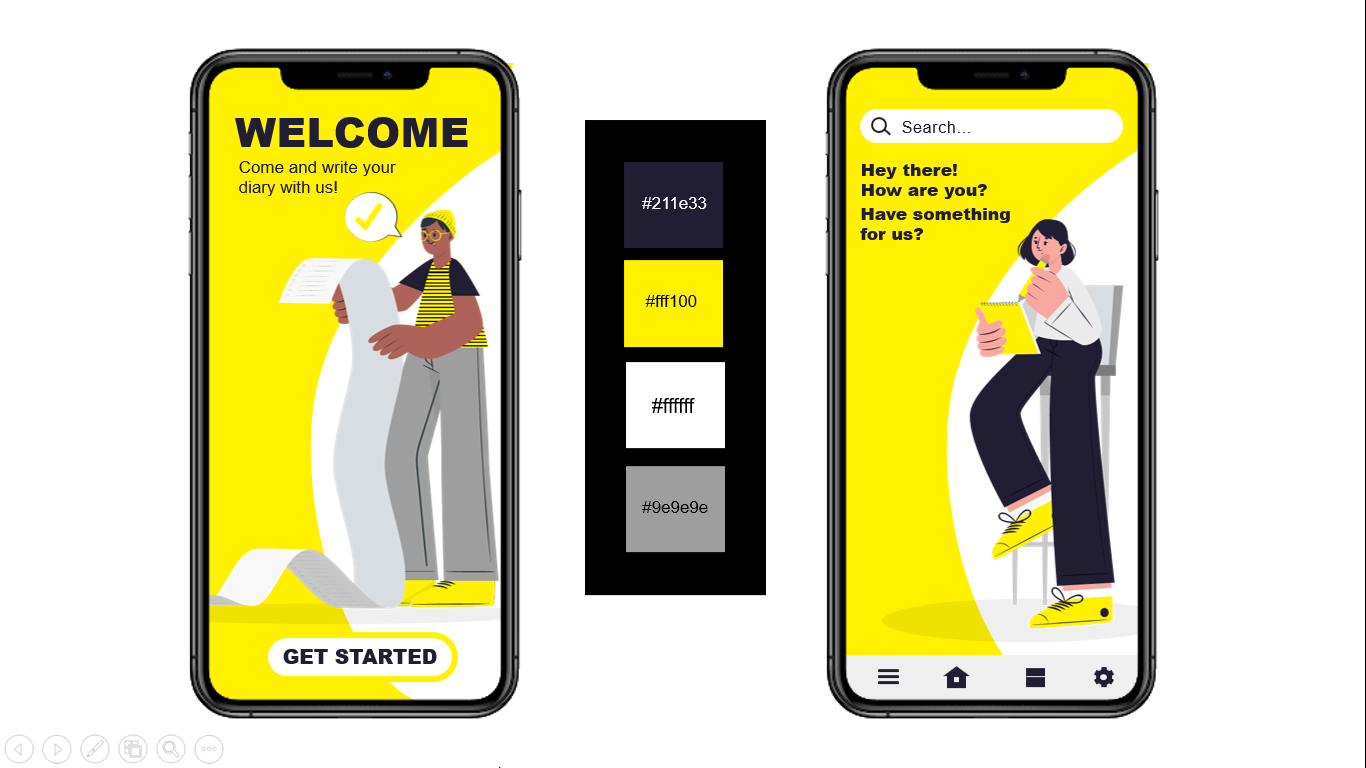 WELCOME
Come and write your
diary with us!
GET STARTED
#211e33
#fff100
#ffffff
#9e9e9e
Search...
Hey there!
How are you?
Have something
for us?